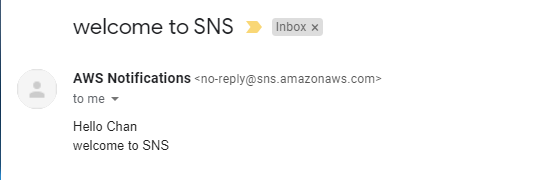 welcome to SNS Inbox ×
AWS Notifications <no-reply@sns.amazonaws.com>
to me
Hello Chan
welcome to SNS